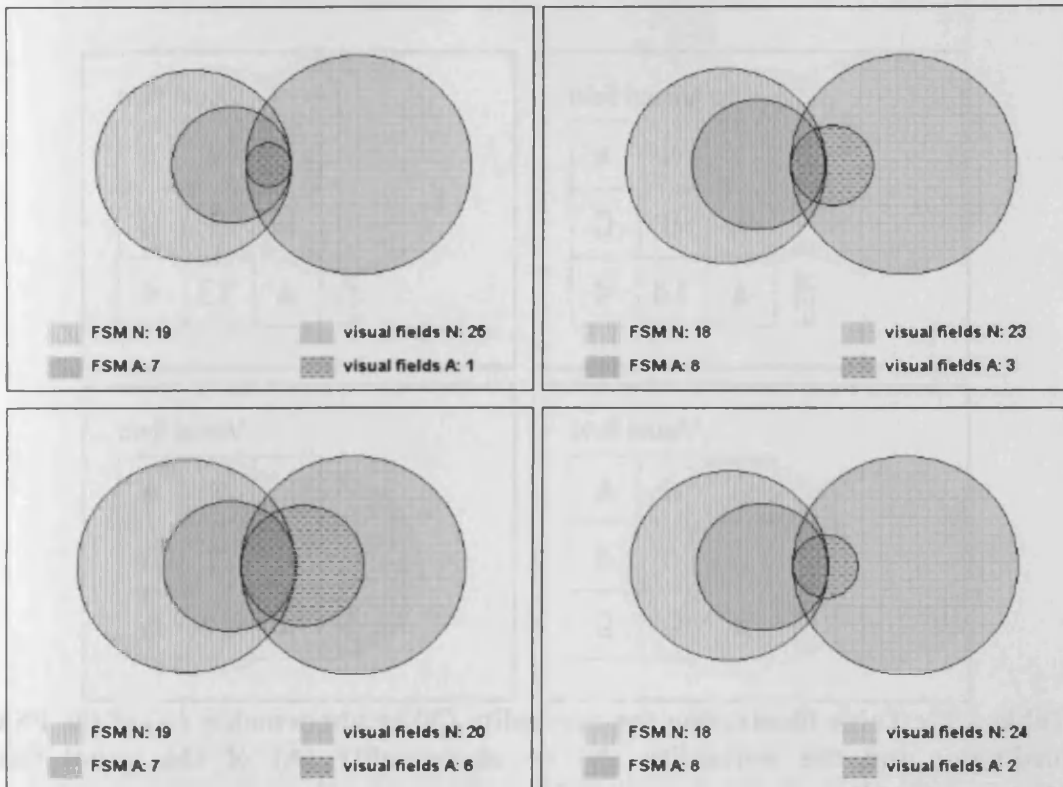 FSM N: 19 visual fields N: 25
FSM A: 7 visual fields A: 1
FSM N: 18 visual fields N: 23
FSM A: 8 visual fields A: 3
FSM N: 19 visual fields N: 20
FSM A: 7 visual fields A: 6
FSM N: 18 visual fields N: 24
FSM A: 8 visual fields A: 2